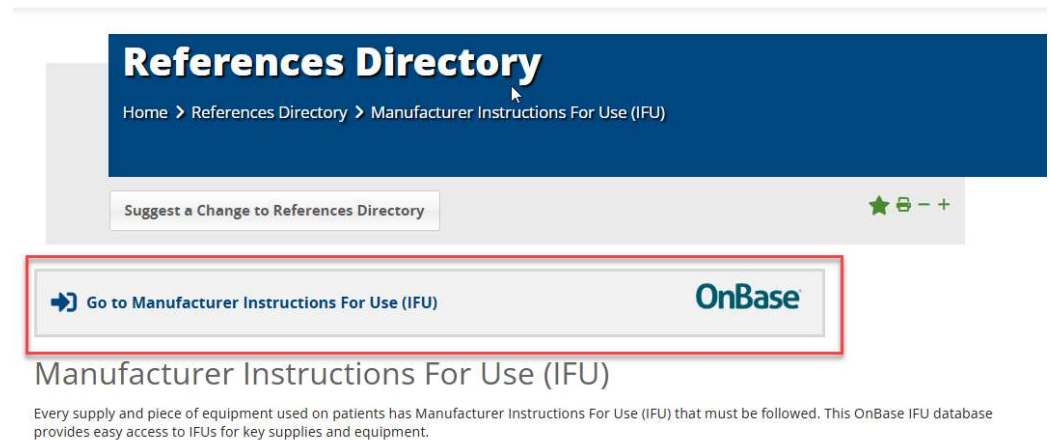 References Directory
Home > References Directory > Manufacturer Instructions For Use (IFU)
Suggest a Change to References Directory
Go to Manufacturer Instructions For Use (IFU)
OnBase
Manufacturer Instructions For Use (IFU)
Every supply and piece of equipment used on patients has Manufacturer Instructions For Use (IFU) that must be followed. This OnBase IFU database
provides easy access to IFUs for key supplies and equipment.